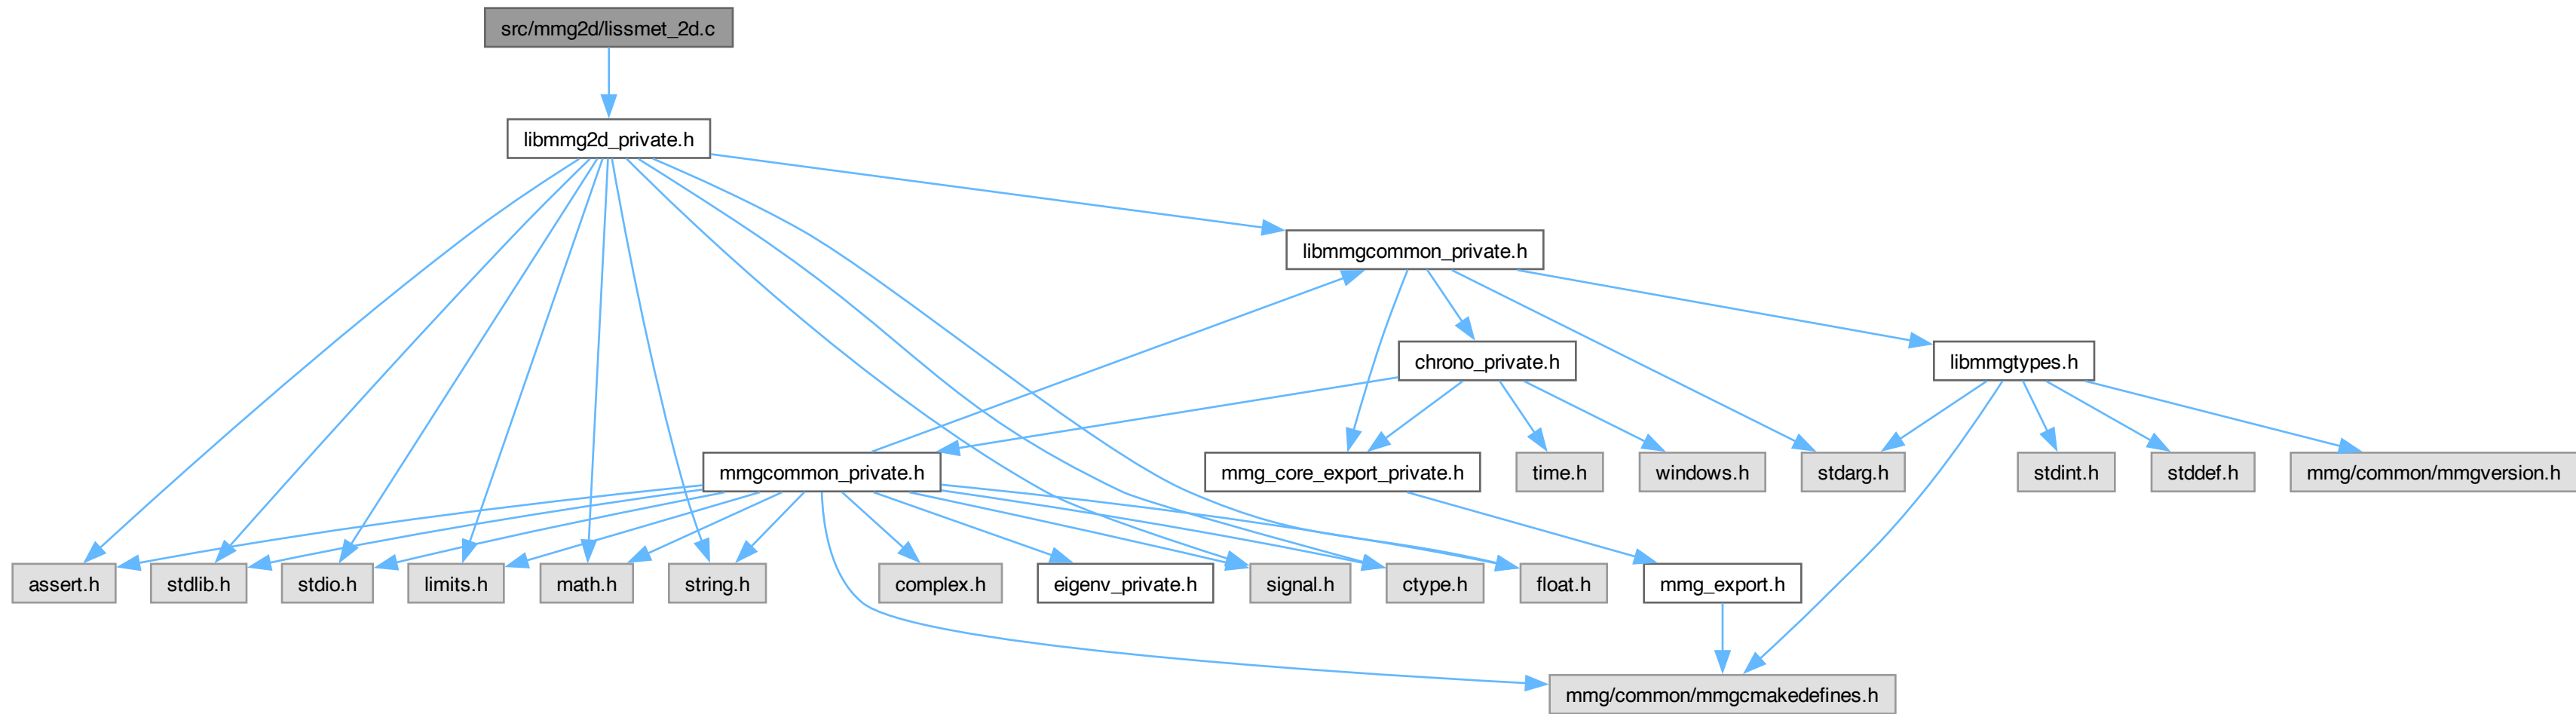 src/mmg2d/lissmet_2d.c
libmmg2d_private.h
libmmgcommon_private.h
chrono_private.h
libmmgtypes.h
mmgcommon_private.h
mmg_core_export_private.h
time.h
windows.h
stdarg.h
stdint.h
stddef.h
mmg/common/mmgversion.h
assert.h
stdlib.h
stdio.h
limits.h
math.h
string.h
complex.h
eigenv_private.h
signal.h
ctype.h
float.h
mmg_export.h
mmg/common/mmgcmakedefines.h